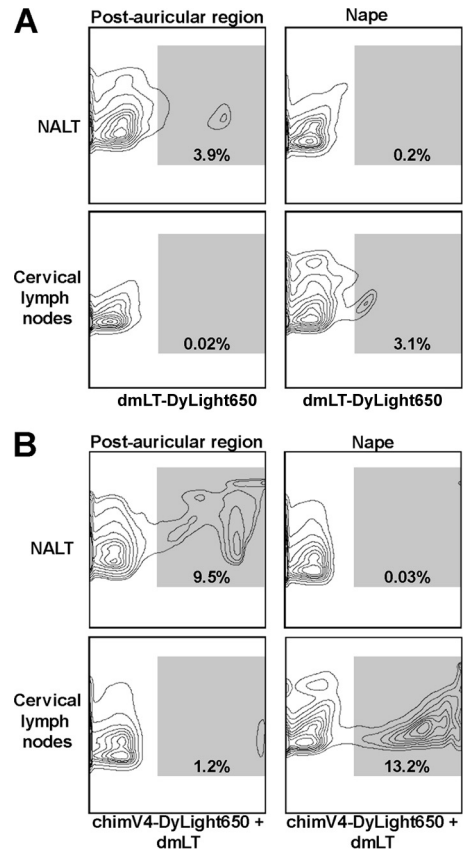 A
Post-auricular region
Nape
NALT
3.9%
0.2%
Cervical
lymph
nodes
0.02%
3.1%
dmLT-DyLight650
dmLT-DyLight650
B
Post-auricular region
Nape
NALT
9.5%
0.03%
Cervical
lymph
nodes
1.2%
13.2%
chimV4-DyLight650 +
dmLT
chimV4-DyLight650 +
dmLT